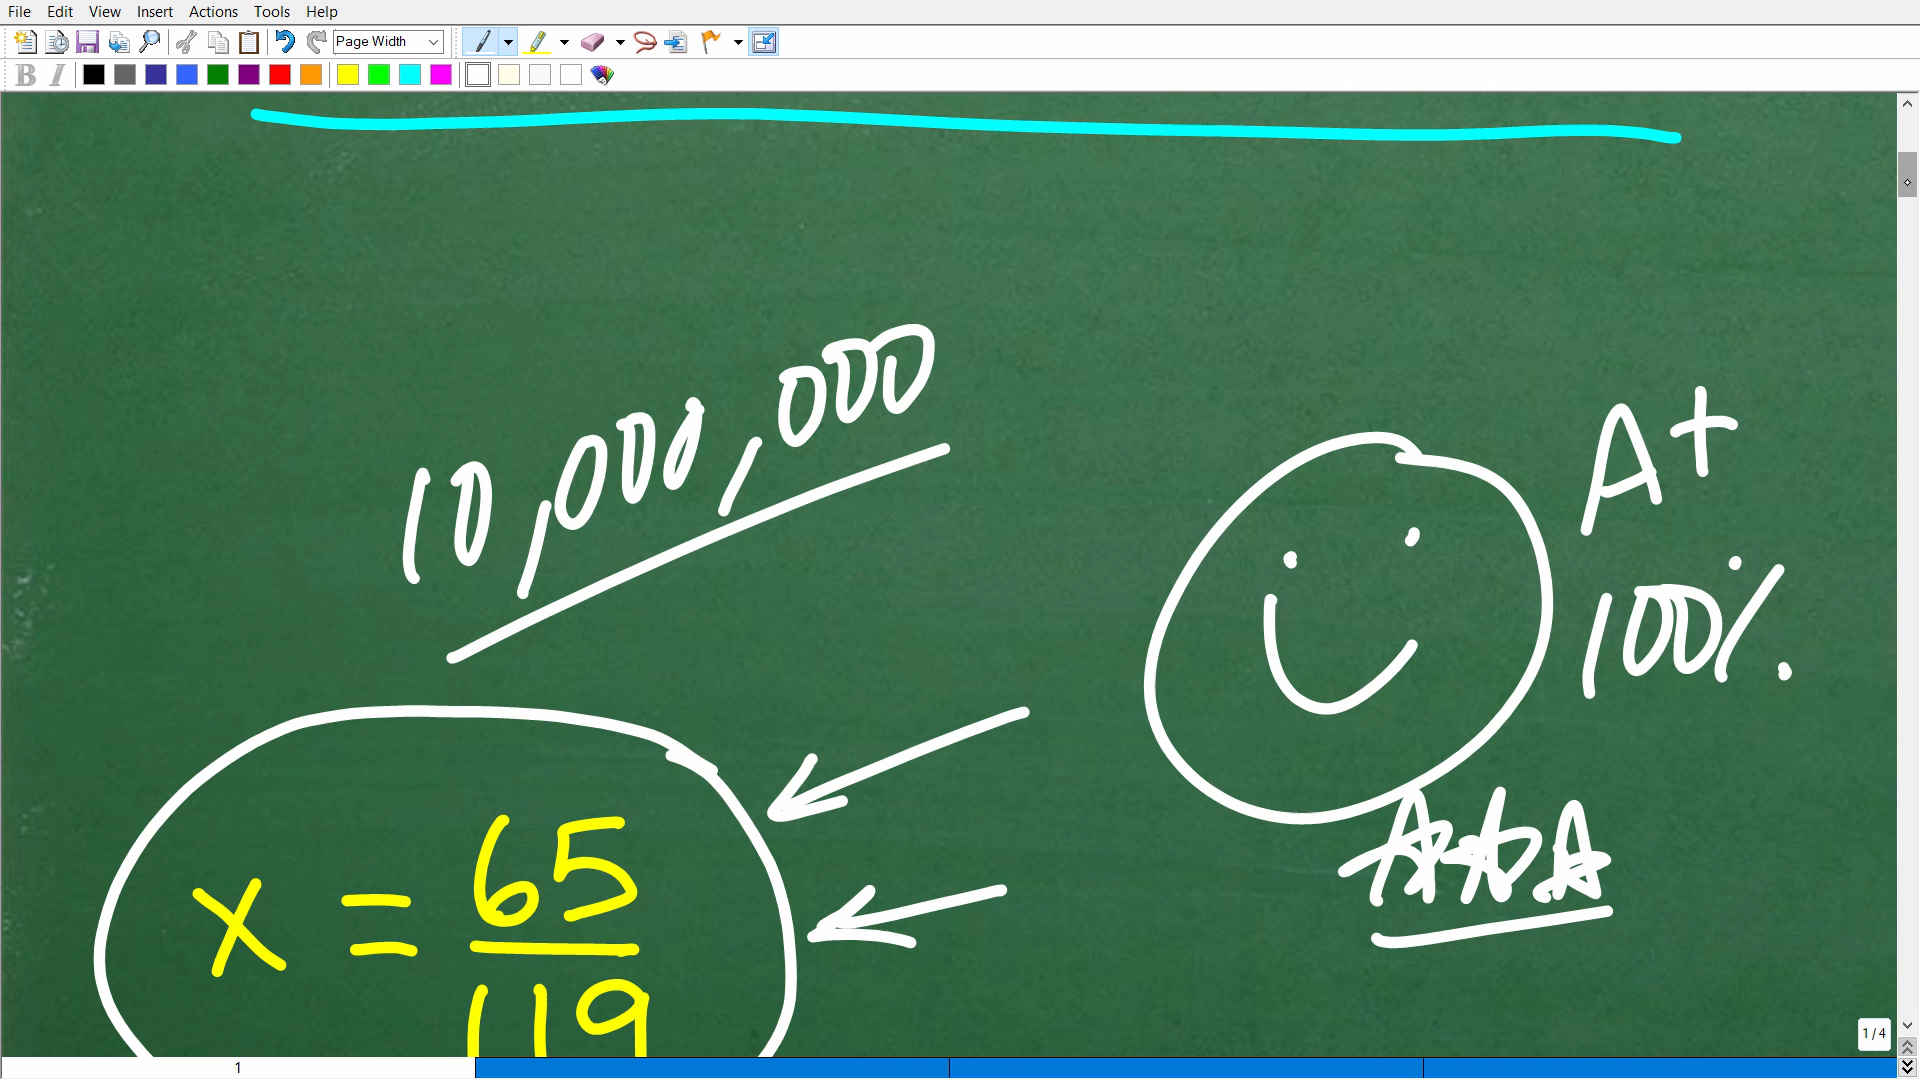 File Edit View Insert Actions Tools Help
Page Width
B I
10,000,000
A+
100%.
x = 65
119
1 / 4
1